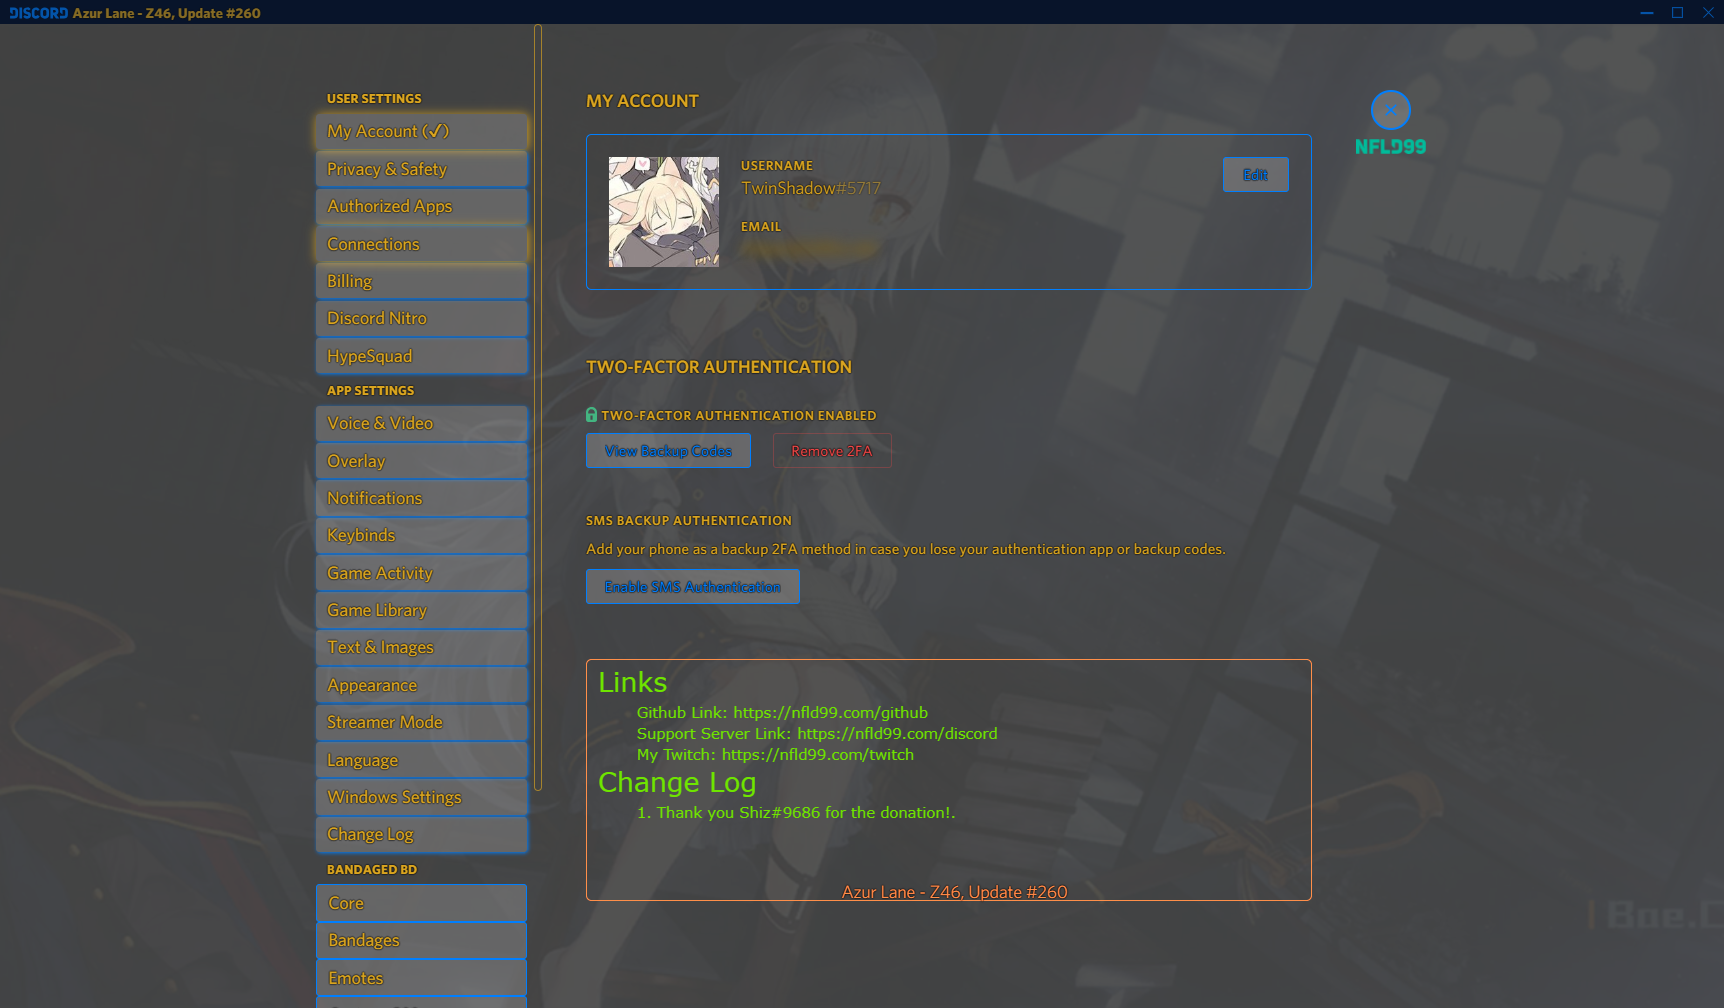 DISCORD Azur Lane - Z46, Update #260
USER SETTINGS
My Account (✓)
Privacy & Safety
Authorized Apps
Connections
Billing
Discord Nitro
HypeSquad
APP SETTINGS
Voice & Video
Overlay
Notifications
Keybinds
Game Activity
Game Library
Text & Images
Appearance
Streamer Mode
Language
Windows Settings
Change Log
BANDAGED BD
Core
Bandages
Emotes
MY ACCOUNT
USERNAME
TwinShadow#5717
Edit
EMAIL
NFLD99
TWO-FACTOR AUTHENTICATION
TWO-FACTOR AUTHENTICATION ENABLED
View Backup Codes
Remove 2FA
SMS BACKUP AUTHENTICATION
Add your phone as a backup 2FA method in case you lose your authentication app or backup codes.
Enable SMS Authentication
Links
Github Link: https://nfld99.com/github
Support Server Link: https://nfld99.com/discord
My Twitch: https://nfld99.com/twitch
Change Log
1. Thank you Shiz#9686 for the donation!.
Azur Lane - Z46, Update #260